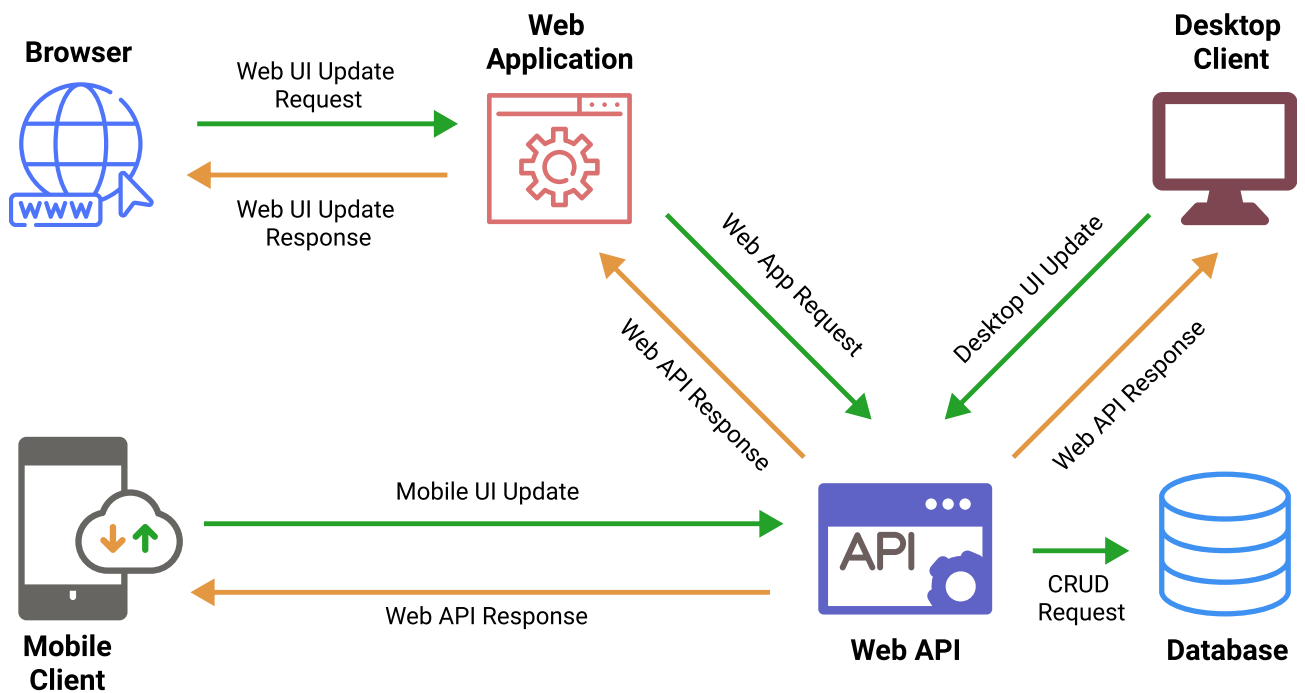 Browser
Web UI Update
Request
Web
Application
Desktop
Client
WWW
Web UI Update
Response
Web App Request
Desktop UI Update
Web API Response
Web API Response
Mobile UI Update
API
CRUD
Request
Web API Response
Mobile
Client
Web API
Database